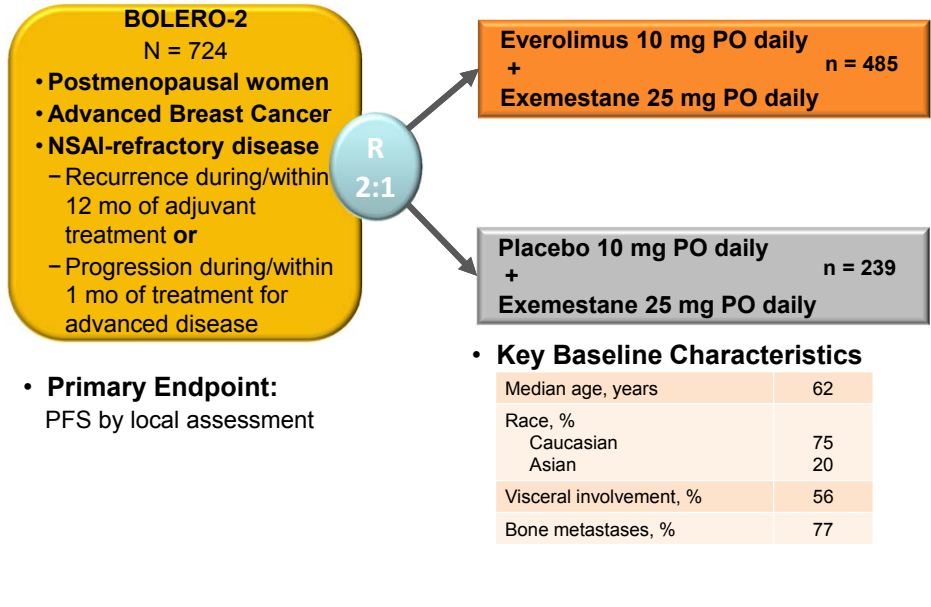 BOLERO-2
N = 724
• Postmenopausal women
• Advanced Breast Cancer
• NSAI-refractory disease
− Recurrence during/within
12 mo of adjuvant
treatment or
− Progression during/within
1 mo of treatment for
advanced disease
R
2:1
Everolimus 10 mg PO daily
+
Exemestane 25 mg PO daily
n = 485
Placebo 10 mg PO daily
+
Exemestane 25 mg PO daily
n = 239
• Primary Endpoint:
PFS by local assessment
• Key Baseline Characteristics
Median age, years 62
Race, %
Caucasian 75
Asian 20
Visceral involvement, % 56
Bone metastases, % 77